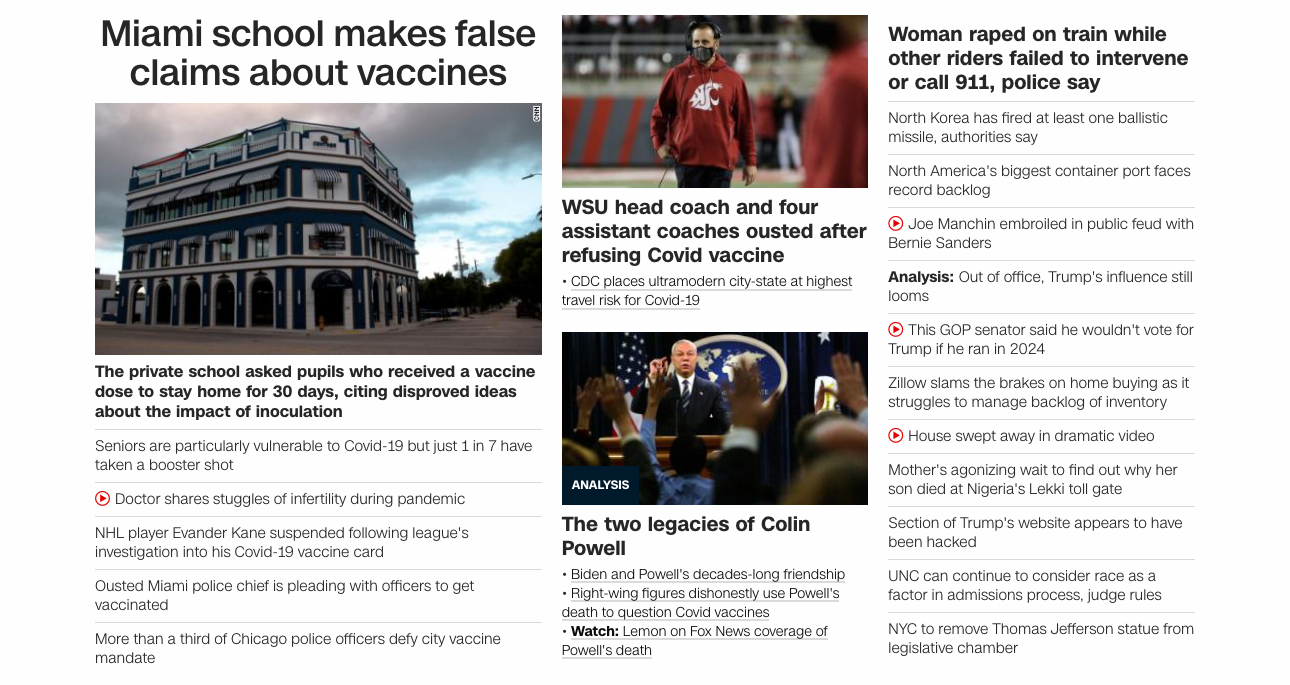 Miami school makes false
claims about vaccines
CNN
The private school asked pupils who received a vaccine
dose to stay home for 30 days, citing disproved ideas
about the impact of inoculation
Seniors are particularly vulnerable to Covid-19 but just 1 in 7 have
taken a booster shot
Doctor shares stuggles of infertility during pandemic
NHL player Evander Kane suspended following league's
investigation into his Covid-19 vaccine card
Ousted Miami police chief is pleading with officers to get
vaccinated
More than a third of Chicago police officers defy city vaccine
mandate
WSU head coach and four
assistant coaches ousted after
refusing Covid vaccine
• CDC places ultramodern city-state at highest
travel risk for Covid-19
ANALYSIS
The two legacies of Colin
Powell
• Biden and Powell's decades-long friendship
• Right-wing figures dishonestly use Powell's
death to question Covid vaccines
• Watch: Lemon on Fox News coverage of
Powell's death
Woman raped on train while
other riders failed to intervene
or call 911, police say
North Korea has fired at least one ballistic
missile, authorities say
North America's biggest container port faces
record backlog
Joe Manchin embroiled in public feud with
Bernie Sanders
Analysis: Out of office, Trump's influence still
looms
This GOP senator said he wouldn't vote for
Trump if he ran in 2024
Zillow slams the brakes on home buying as it
struggles to manage backlog of inventory
House swept away in dramatic video
Mother's agonizing wait to find out why her
son died at Nigeria's Lekki toll gate
Section of Trump's website appears to have
been hacked
UNC can continue to consider race as a
factor in admissions process, judge rules
NYC to remove Thomas Jefferson statue from
legislative chamber